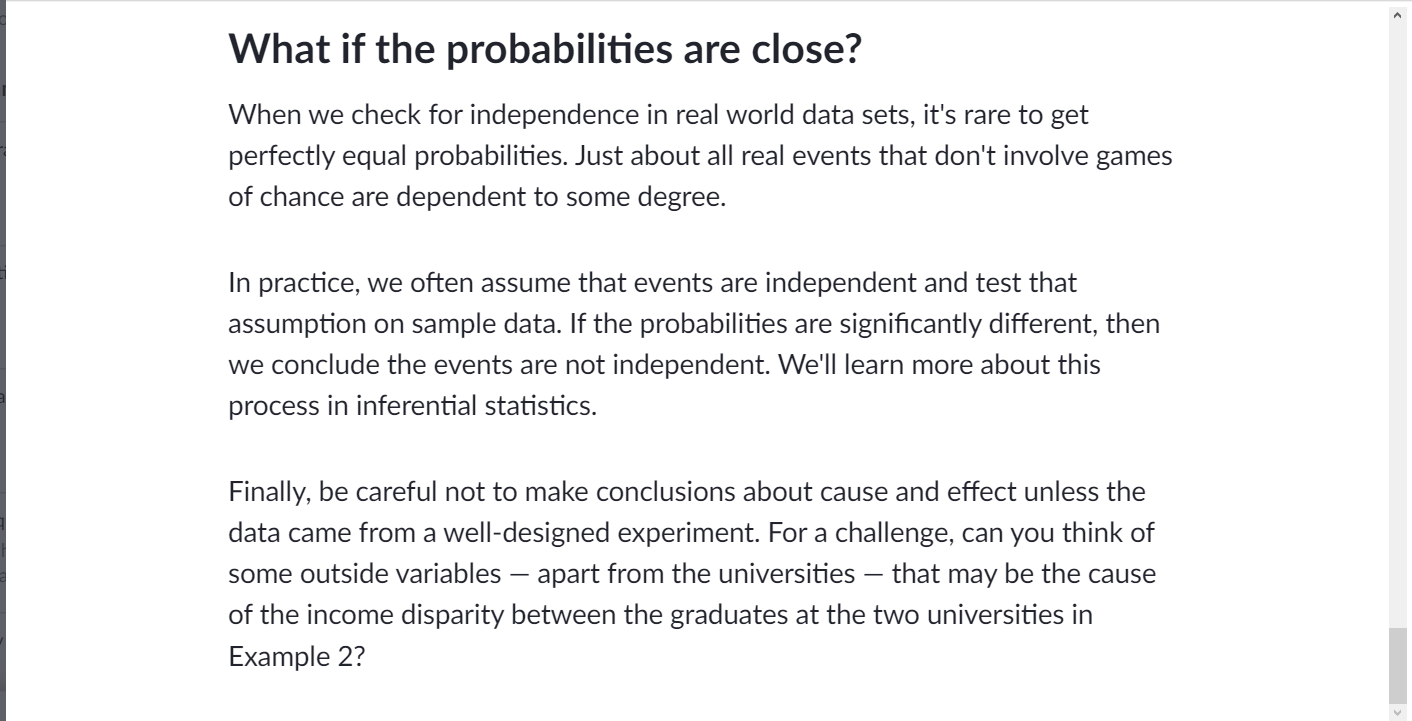 What if the probabilities are close?
When we check for independence in real world data sets, it's rare to get
perfectly equal probabilities. Just about all real events that don't involve games
of chance are dependent to some degree.
In practice, we often assume that events are independent and test that
assumption on sample data. If the probabilities are significantly different, then
we conclude the events are not independent. We'll learn more about this
process in inferential statistics.
Finally, be careful not to make conclusions about cause and effect unless the
data came from a well-designed experiment. For a challenge, can you think of
some outside variables — apart from the universities — that may be the cause
of the income disparity between the graduates at the two universities in
Example 2?